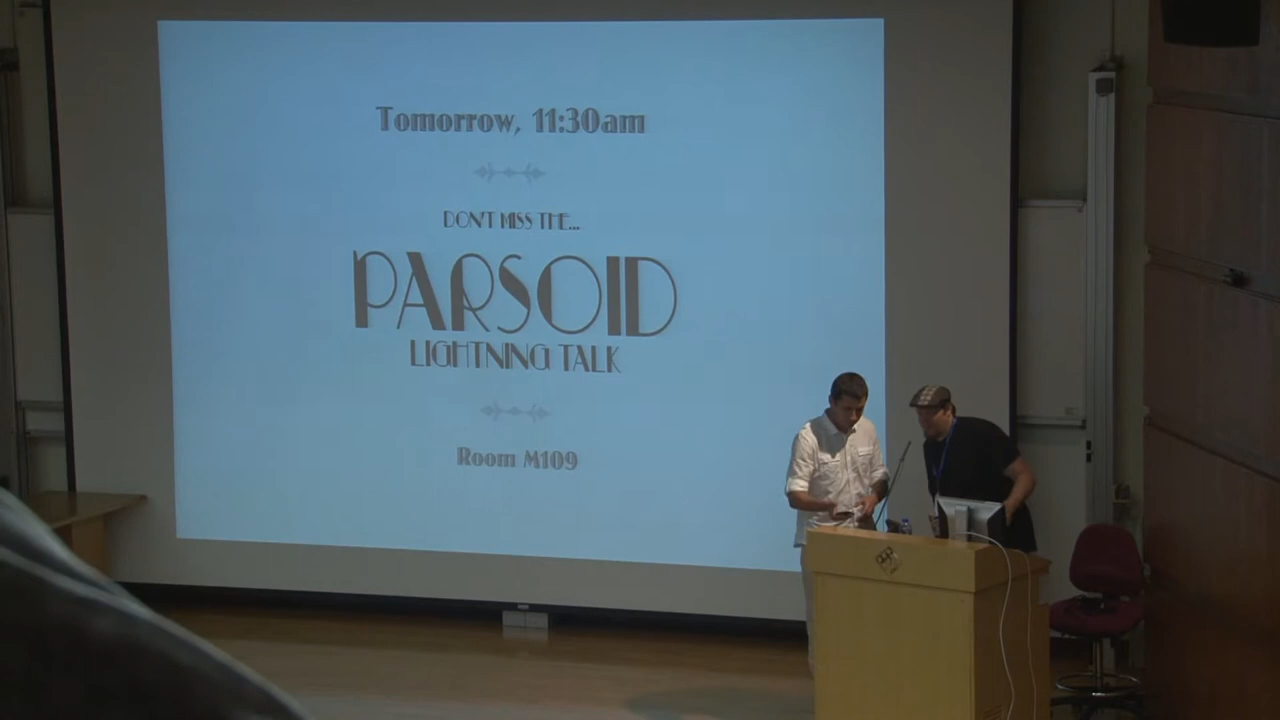 Tomorrow, 11:30am
DON'T MISS THE...
PARSOID
LIGHTNING TALK
Room M109